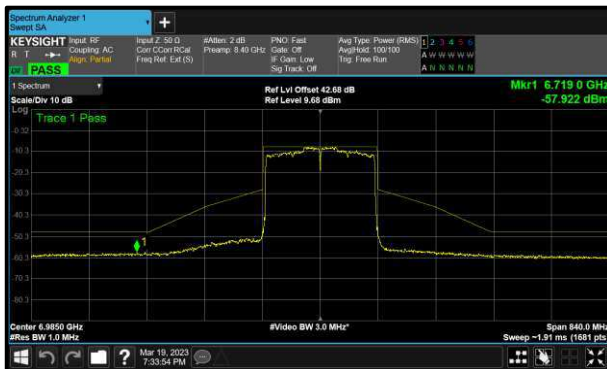 Spectrum Analyzer 1
Swept SA
KEYSIGHT Input: RF Input Z: 50 Ω #Atten: 2 dB PNO: Fast Avg Type: Power (RMS) 1 2 3 4 5 6
R T Coupling: AC Corr CCorr RCal Preamp: 8.40 GHz Gate: Off Avg|Hold: 100/100 A W W W W W
Align: Partial Freq Ref: Ext (S) IF Gain: Low Trig: Free Run
PASS Sig Track: Off A N N N N N
1 Spectrum Ref Lvl Offset 42.68 dB Mkr1 6.719 0 GHz
Scale/Div 10 dB Ref Level 9.68 dBm -57.922 dBm
Log
Trace 1 Pass
-0.32
-10.3
-20.3
-30.3
-40.3
1
-50.3
-60.3
-70.3
-80.3
Center 6.9850 GHz #Video BW 3.0 MHz* Span 840.0 MHz
#Res BW 1.0 MHz Sweep ~1.91 ms (1681 pts)
Mar 19, 2023
7:33:54 PM